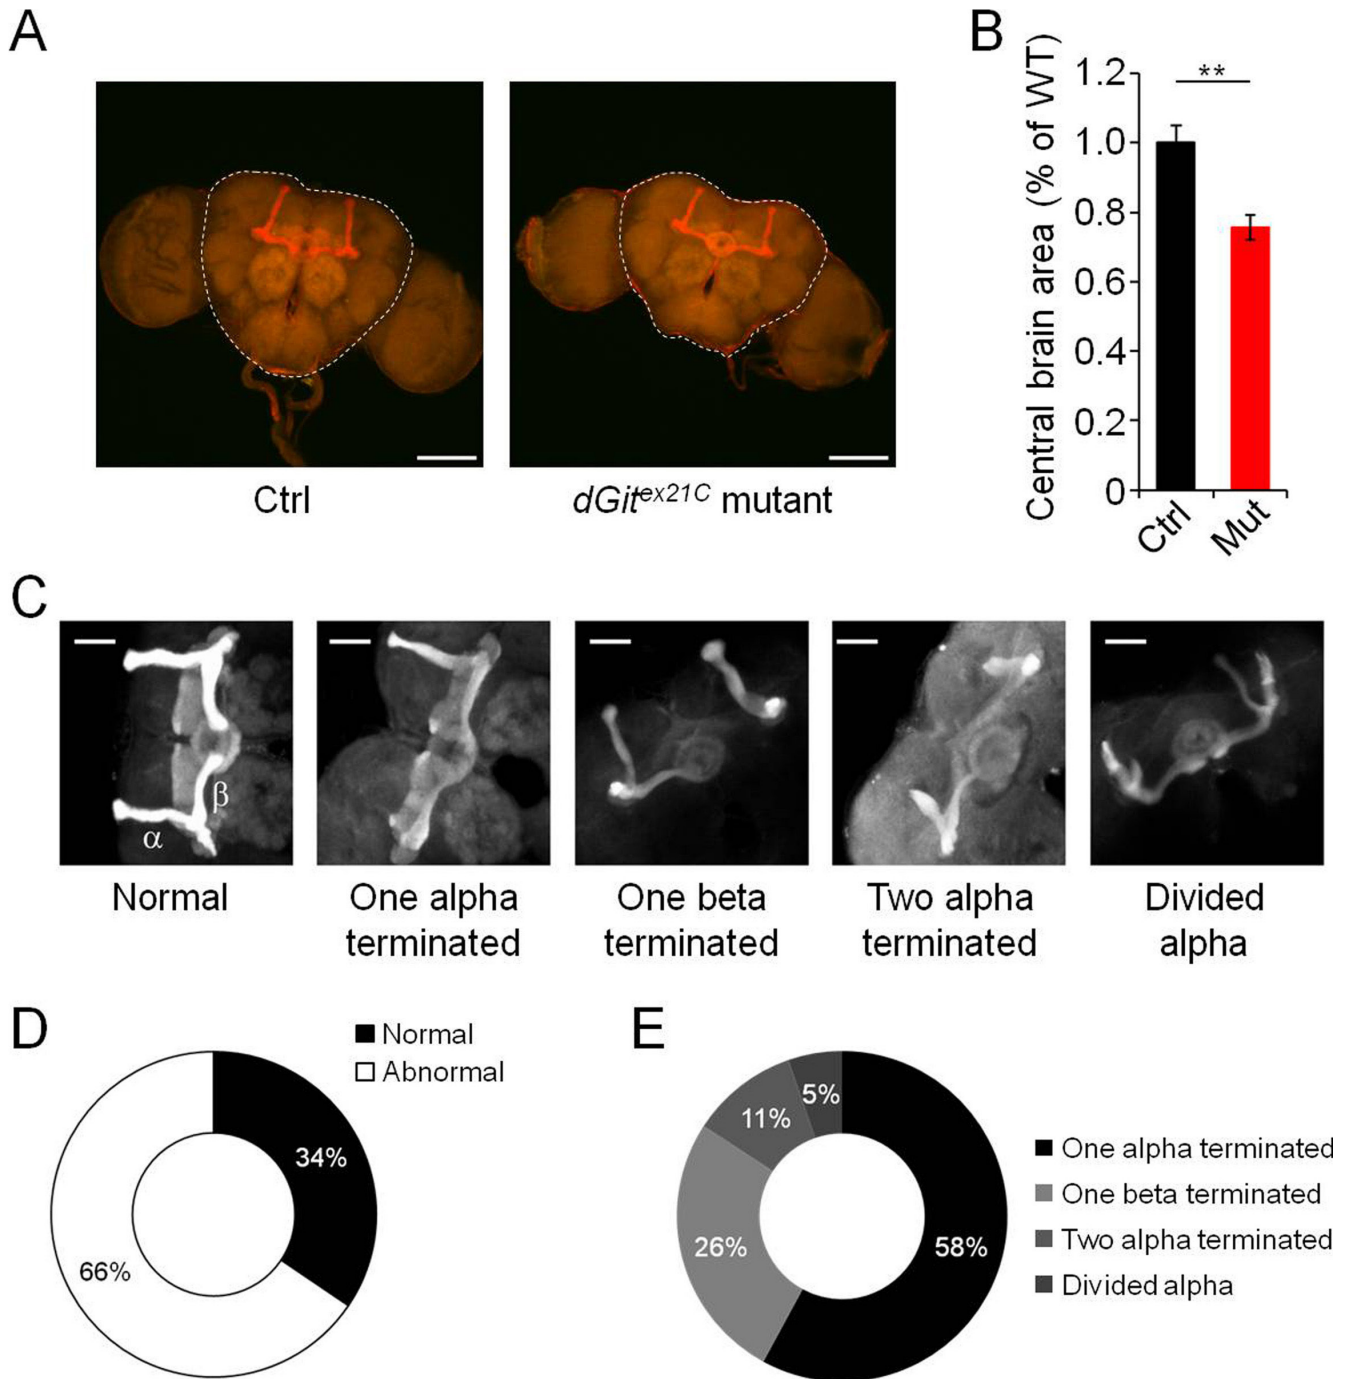 A
Ctrl
dGit^ex21C mutant
B
Central brain area (% of WT)
1.2
1.0
0.8
0.6
0.4
0.2
0
**
Ctrl
Mut
C
α
β
Normal
One alpha
terminated
One beta
terminated
Two alpha
terminated
Divided
alpha
D
Normal
Abnormal
34%
66%
E
5%
11%
26%
58%
One alpha terminated
One beta terminated
Two alpha terminated
Divided alpha